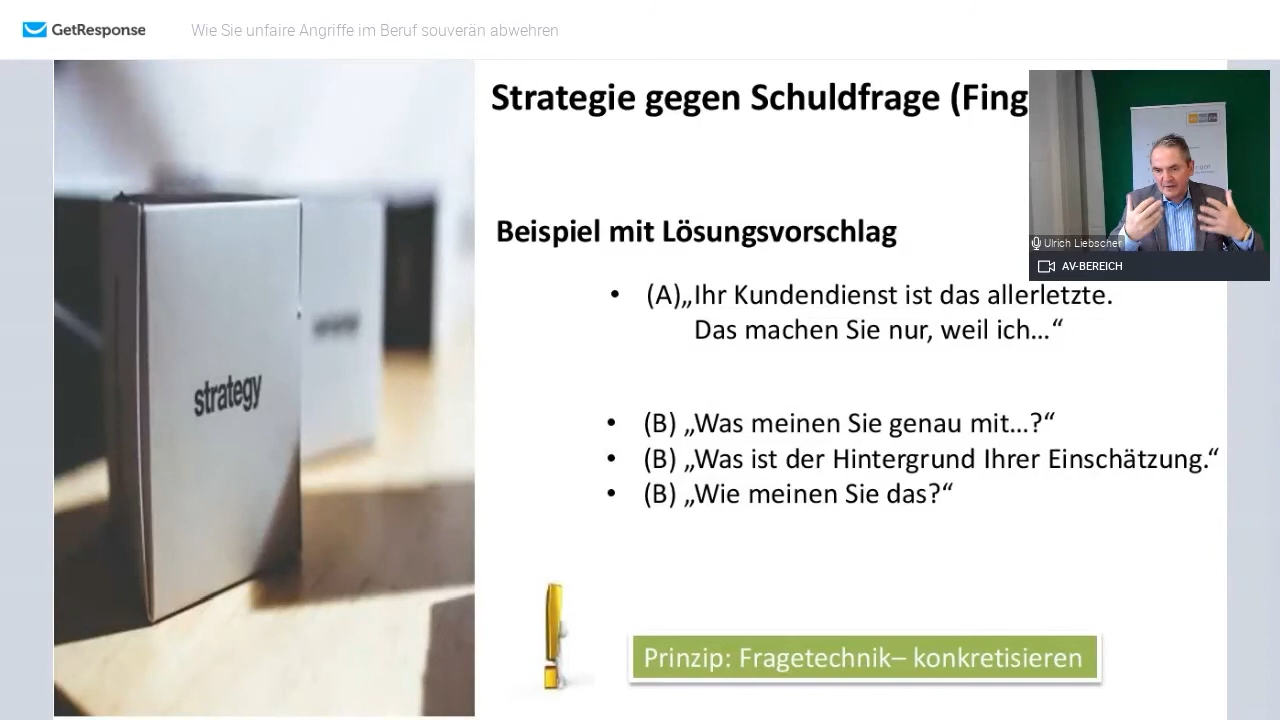 GetResponse
Wie Sie unfaire Angriffe im Beruf souverän abwehren
Strategie gegen Schuldfrage (Fing
Ulrich Liebscher
AV-BEREICH
Beispiel mit Lösungsvorschlag
• (A)„Ihr Kundendienst ist das allerletzte.
Das machen Sie nur, weil ich…“
strategy
• (B) „Was meinen Sie genau mit…?“
• (B) „Was ist der Hintergrund Ihrer Einschätzung.“
• (B) „Wie meinen Sie das?“
Prinzip: Fragetechnik– konkretisieren